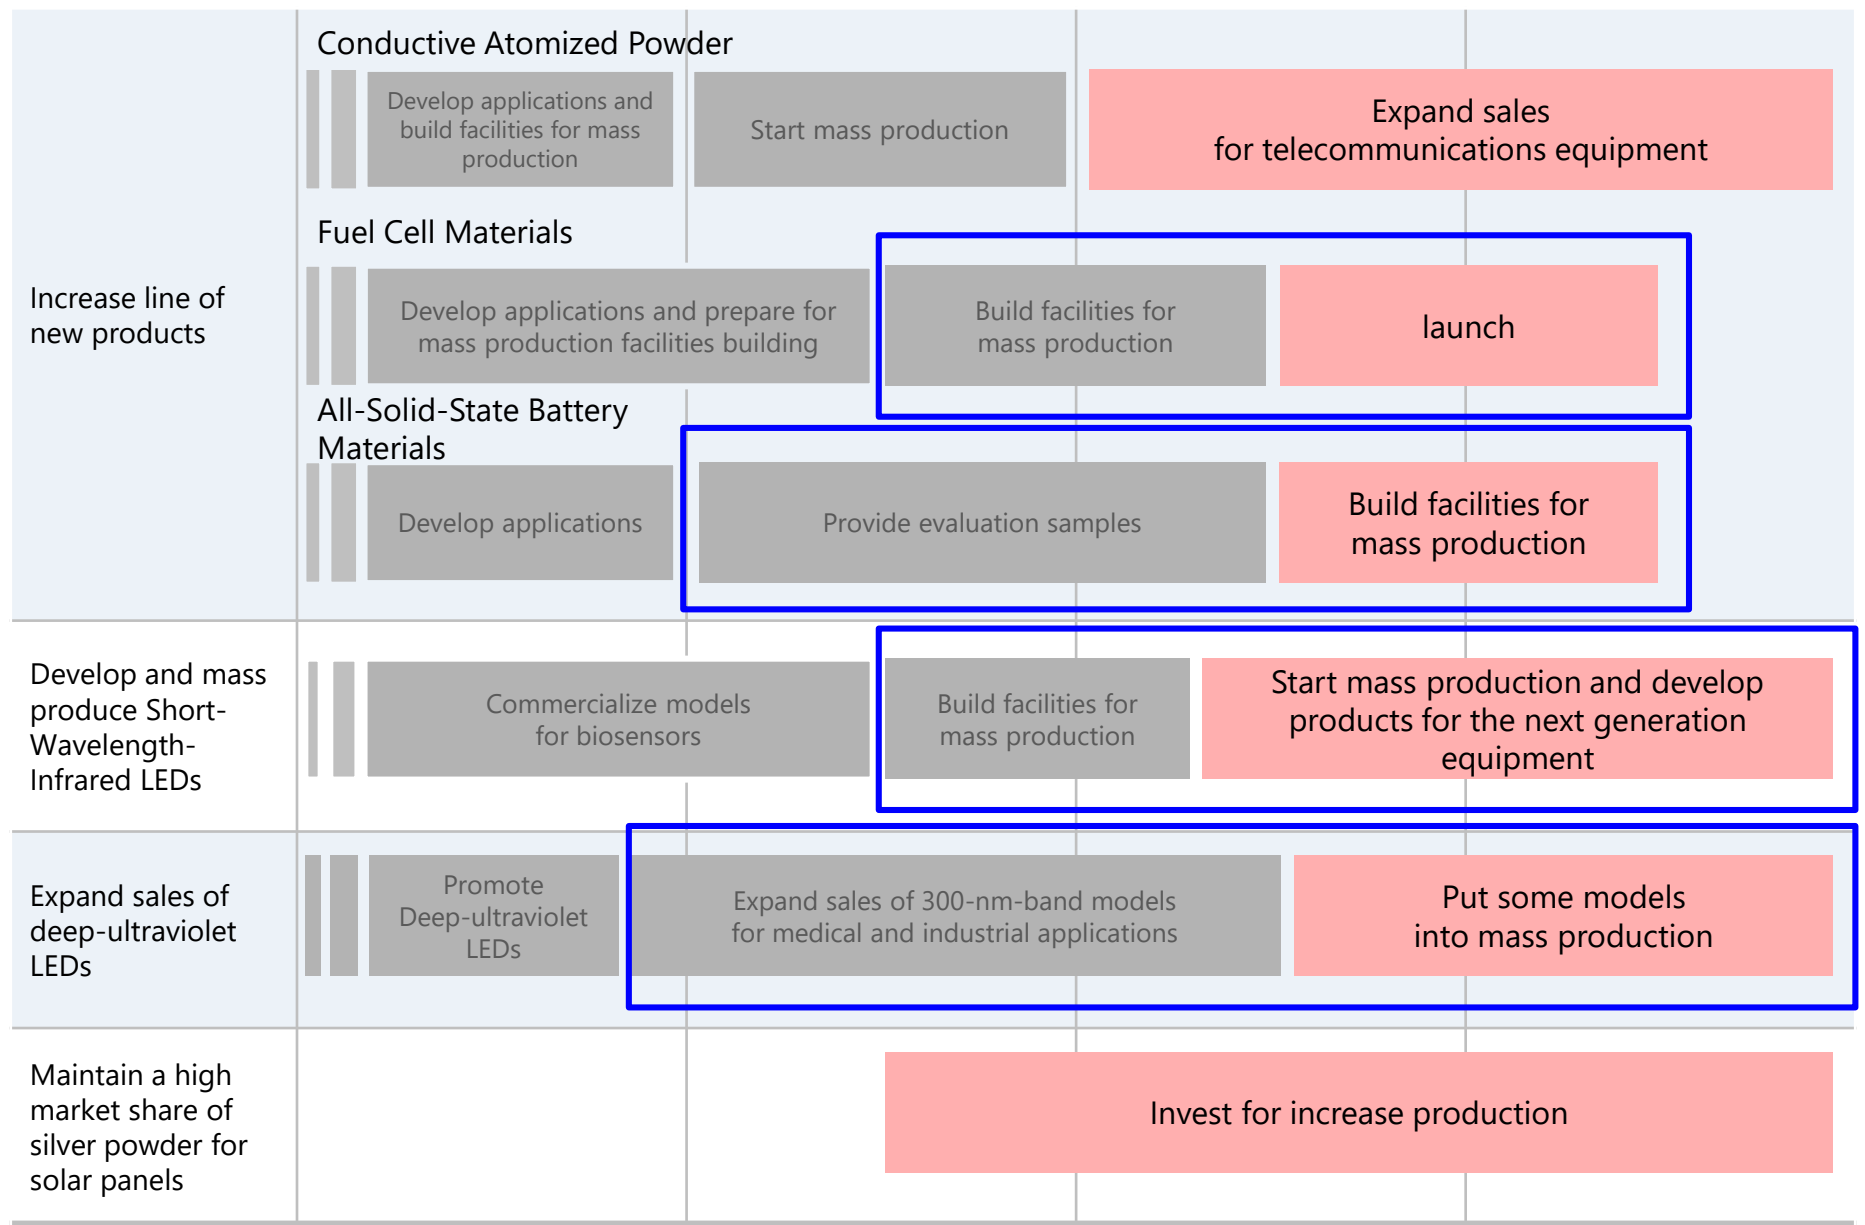 Conductive Atomized Powder
Develop applications and
build facilities for mass
production
Start mass production
Expand sales
for telecommunications equipment
Increase line of
new products
Fuel Cell Materials
Develop applications and prepare for
mass production facilities building
Build facilities for
mass production
launch
All-Solid-State Battery
Materials
Develop applications
Provide evaluation samples
Build facilities for
mass production
Develop and mass
produce Short-
Wavelength-
Infrared LEDs
Commercialize models
for biosensors
Build facilities for
mass production
Start mass production and develop
products for the next generation
equipment
Expand sales of
deep-ultraviolet
LEDs
Promote
Deep-ultraviolet
LEDs
Expand sales of 300-nm-band models
for medical and industrial applications
Put some models
into mass production
Maintain a high
market share of
silver powder for
solar panels
Invest for increase production